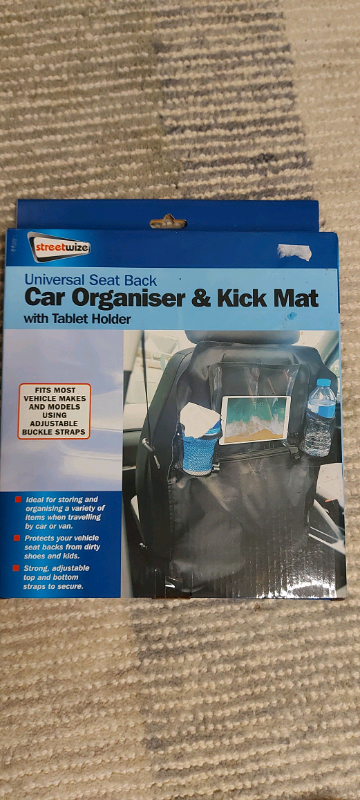 streetwize
Universal Seat Back
Car Organiser & Kick Mat
with Tablet Holder
FITS MOST
VEHICLE MAKES
AND MODELS
USING
ADJUSTABLE
BUCKLE STRAPS
Ideal for storing and
organising a variety of
items when travelling
by car or van.
Protects your vehicle
seat backs from dirty
shoes and kids.
Strong, adjustable
top and bottom
straps to secure.